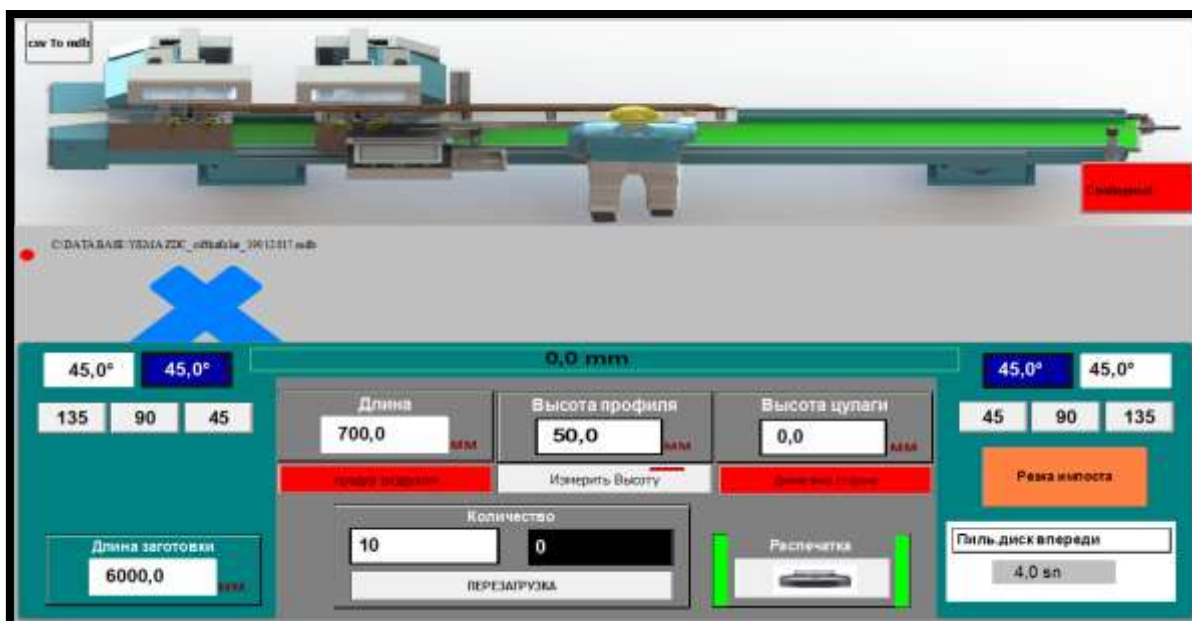 csv To mdb
45,0°
45,0°
0,0 mm
45,0°
45,0°
135
90
45
Длина
700,0
мм
Высота профиля
50,0
мм
Высота цулаги
0,0
мм
45
90
135
Измерить Высоту
Резка импоста
Количество
10
0
ПЕРЕЗАГРУЗКА
Распечатка
Пиль.диск впереди
4,0 sn
Длина заготовки
6000,0
мм